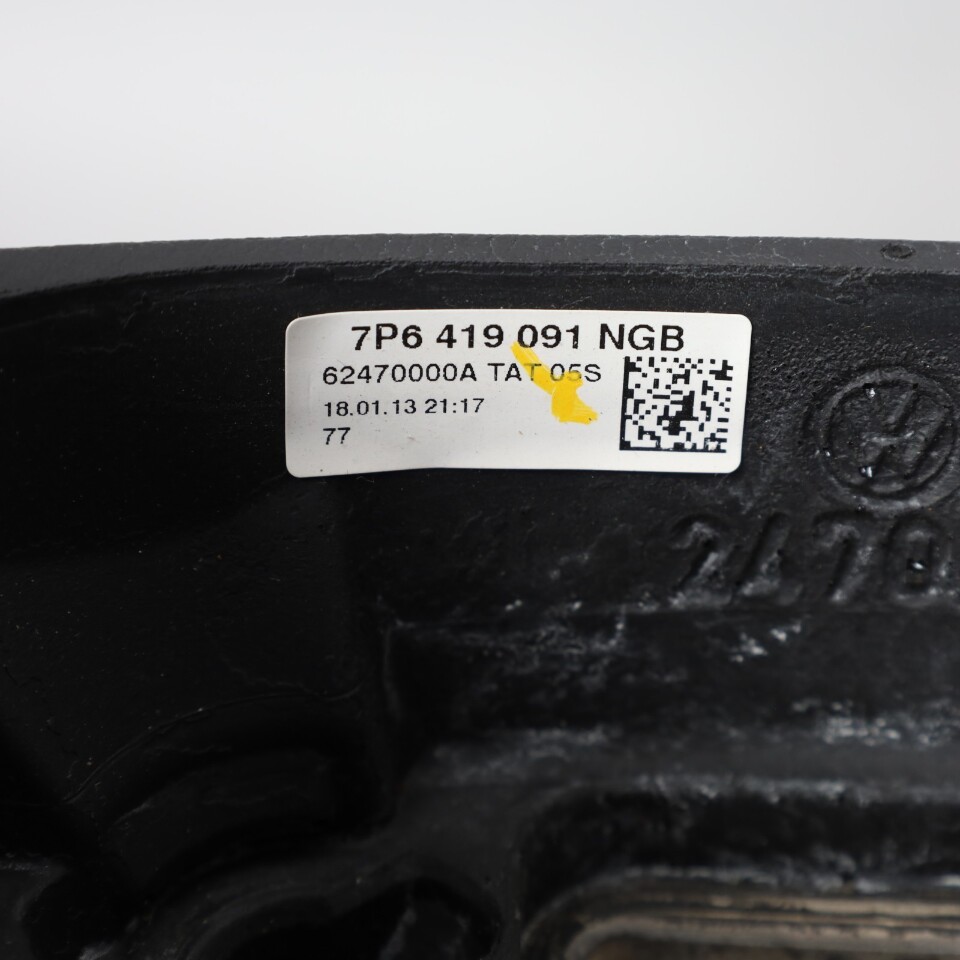 7P6 419 091 NGB
62470000A TAT 05S
18.01.13 21:17
77